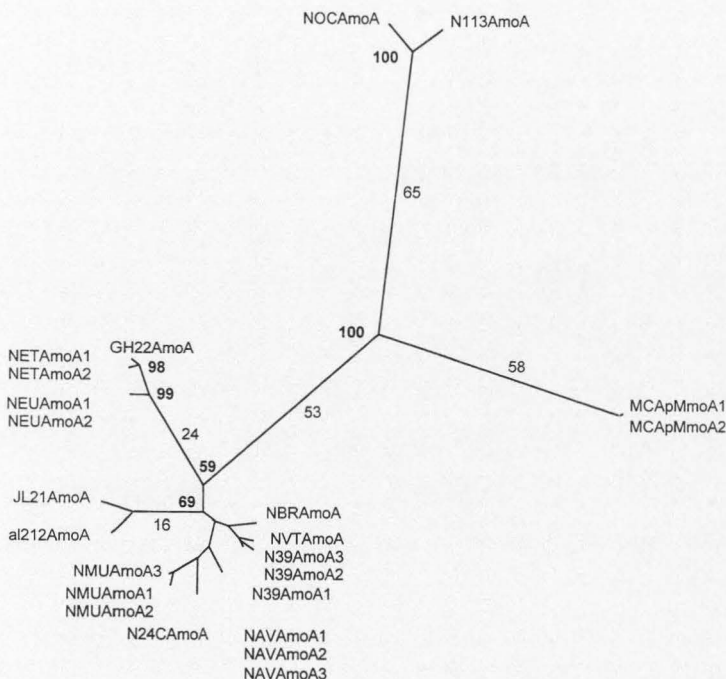 NOCAmoA
N113AmoA
100
65
100
58
53
MCApMmoA1
MCApMmoA2
GH22AmoA
NETAmoA1
NETAmoA2
98
99
NEUAmoA1
NEUAmoA2
24
59
69
JL21AmoA
16
al212AmoA
NBRAmoA
NVTAmoA
N39AmoA3
N39AmoA2
N39AmoA1
NMUAmoA3
NMUAmoA1
NMUAmoA2
N24CAmoA
NAVAmoA1
NAVAmoA2
NAVAmoA3